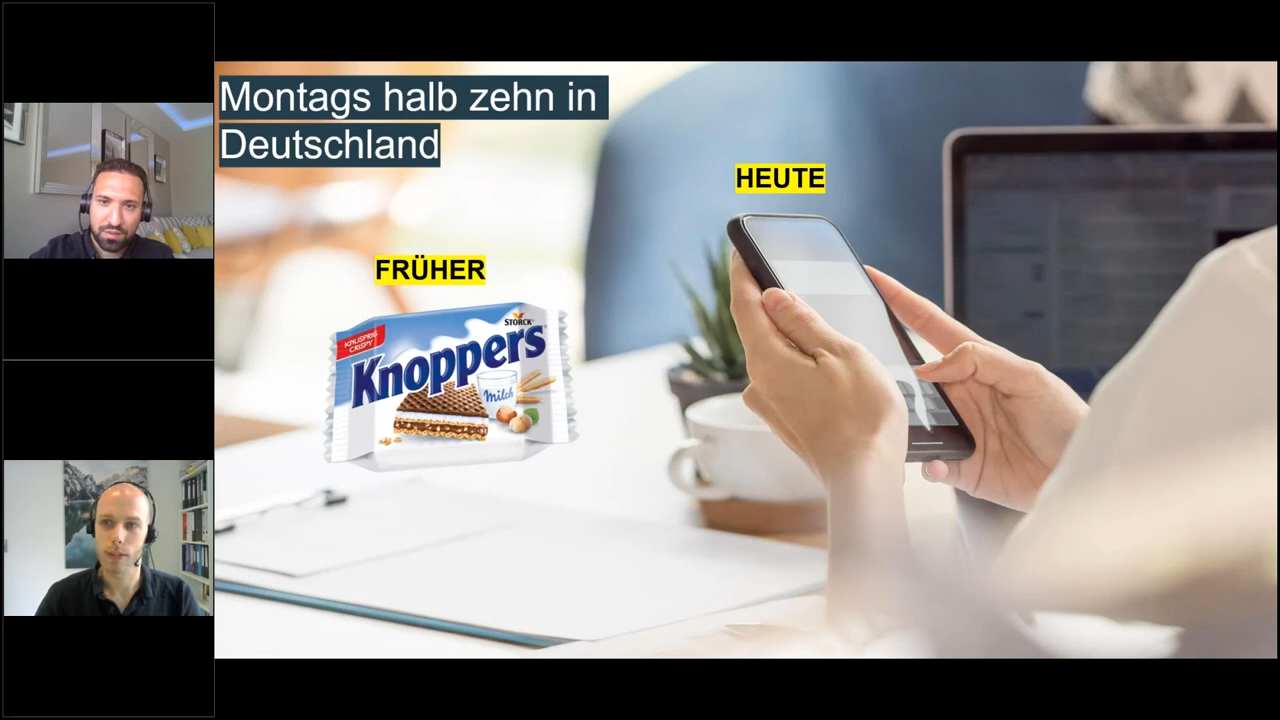 Montags halb zehn in
Deutschland
HEUTE
FRÜHER
STORCK
KNUSPRIG
CRISPY
Knoppers
Milch